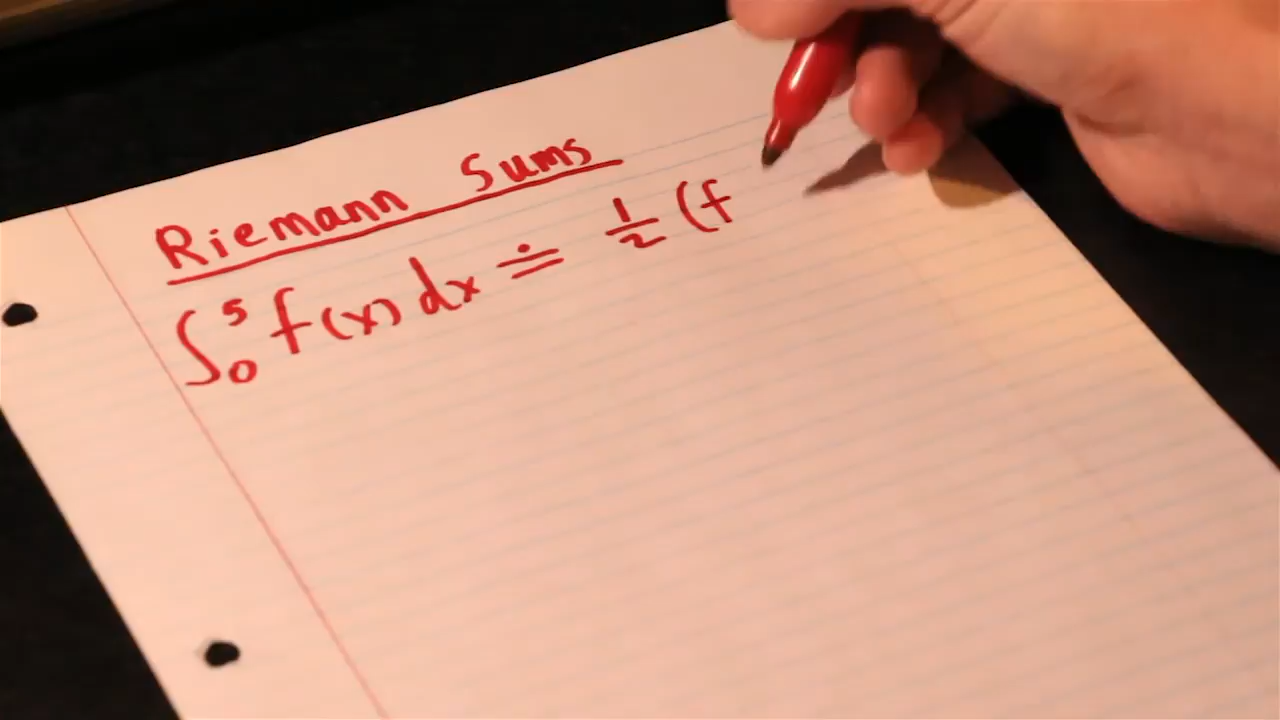 Riemann Sums
∫₀⁵ f(x) dx ≐ 1/2 (f